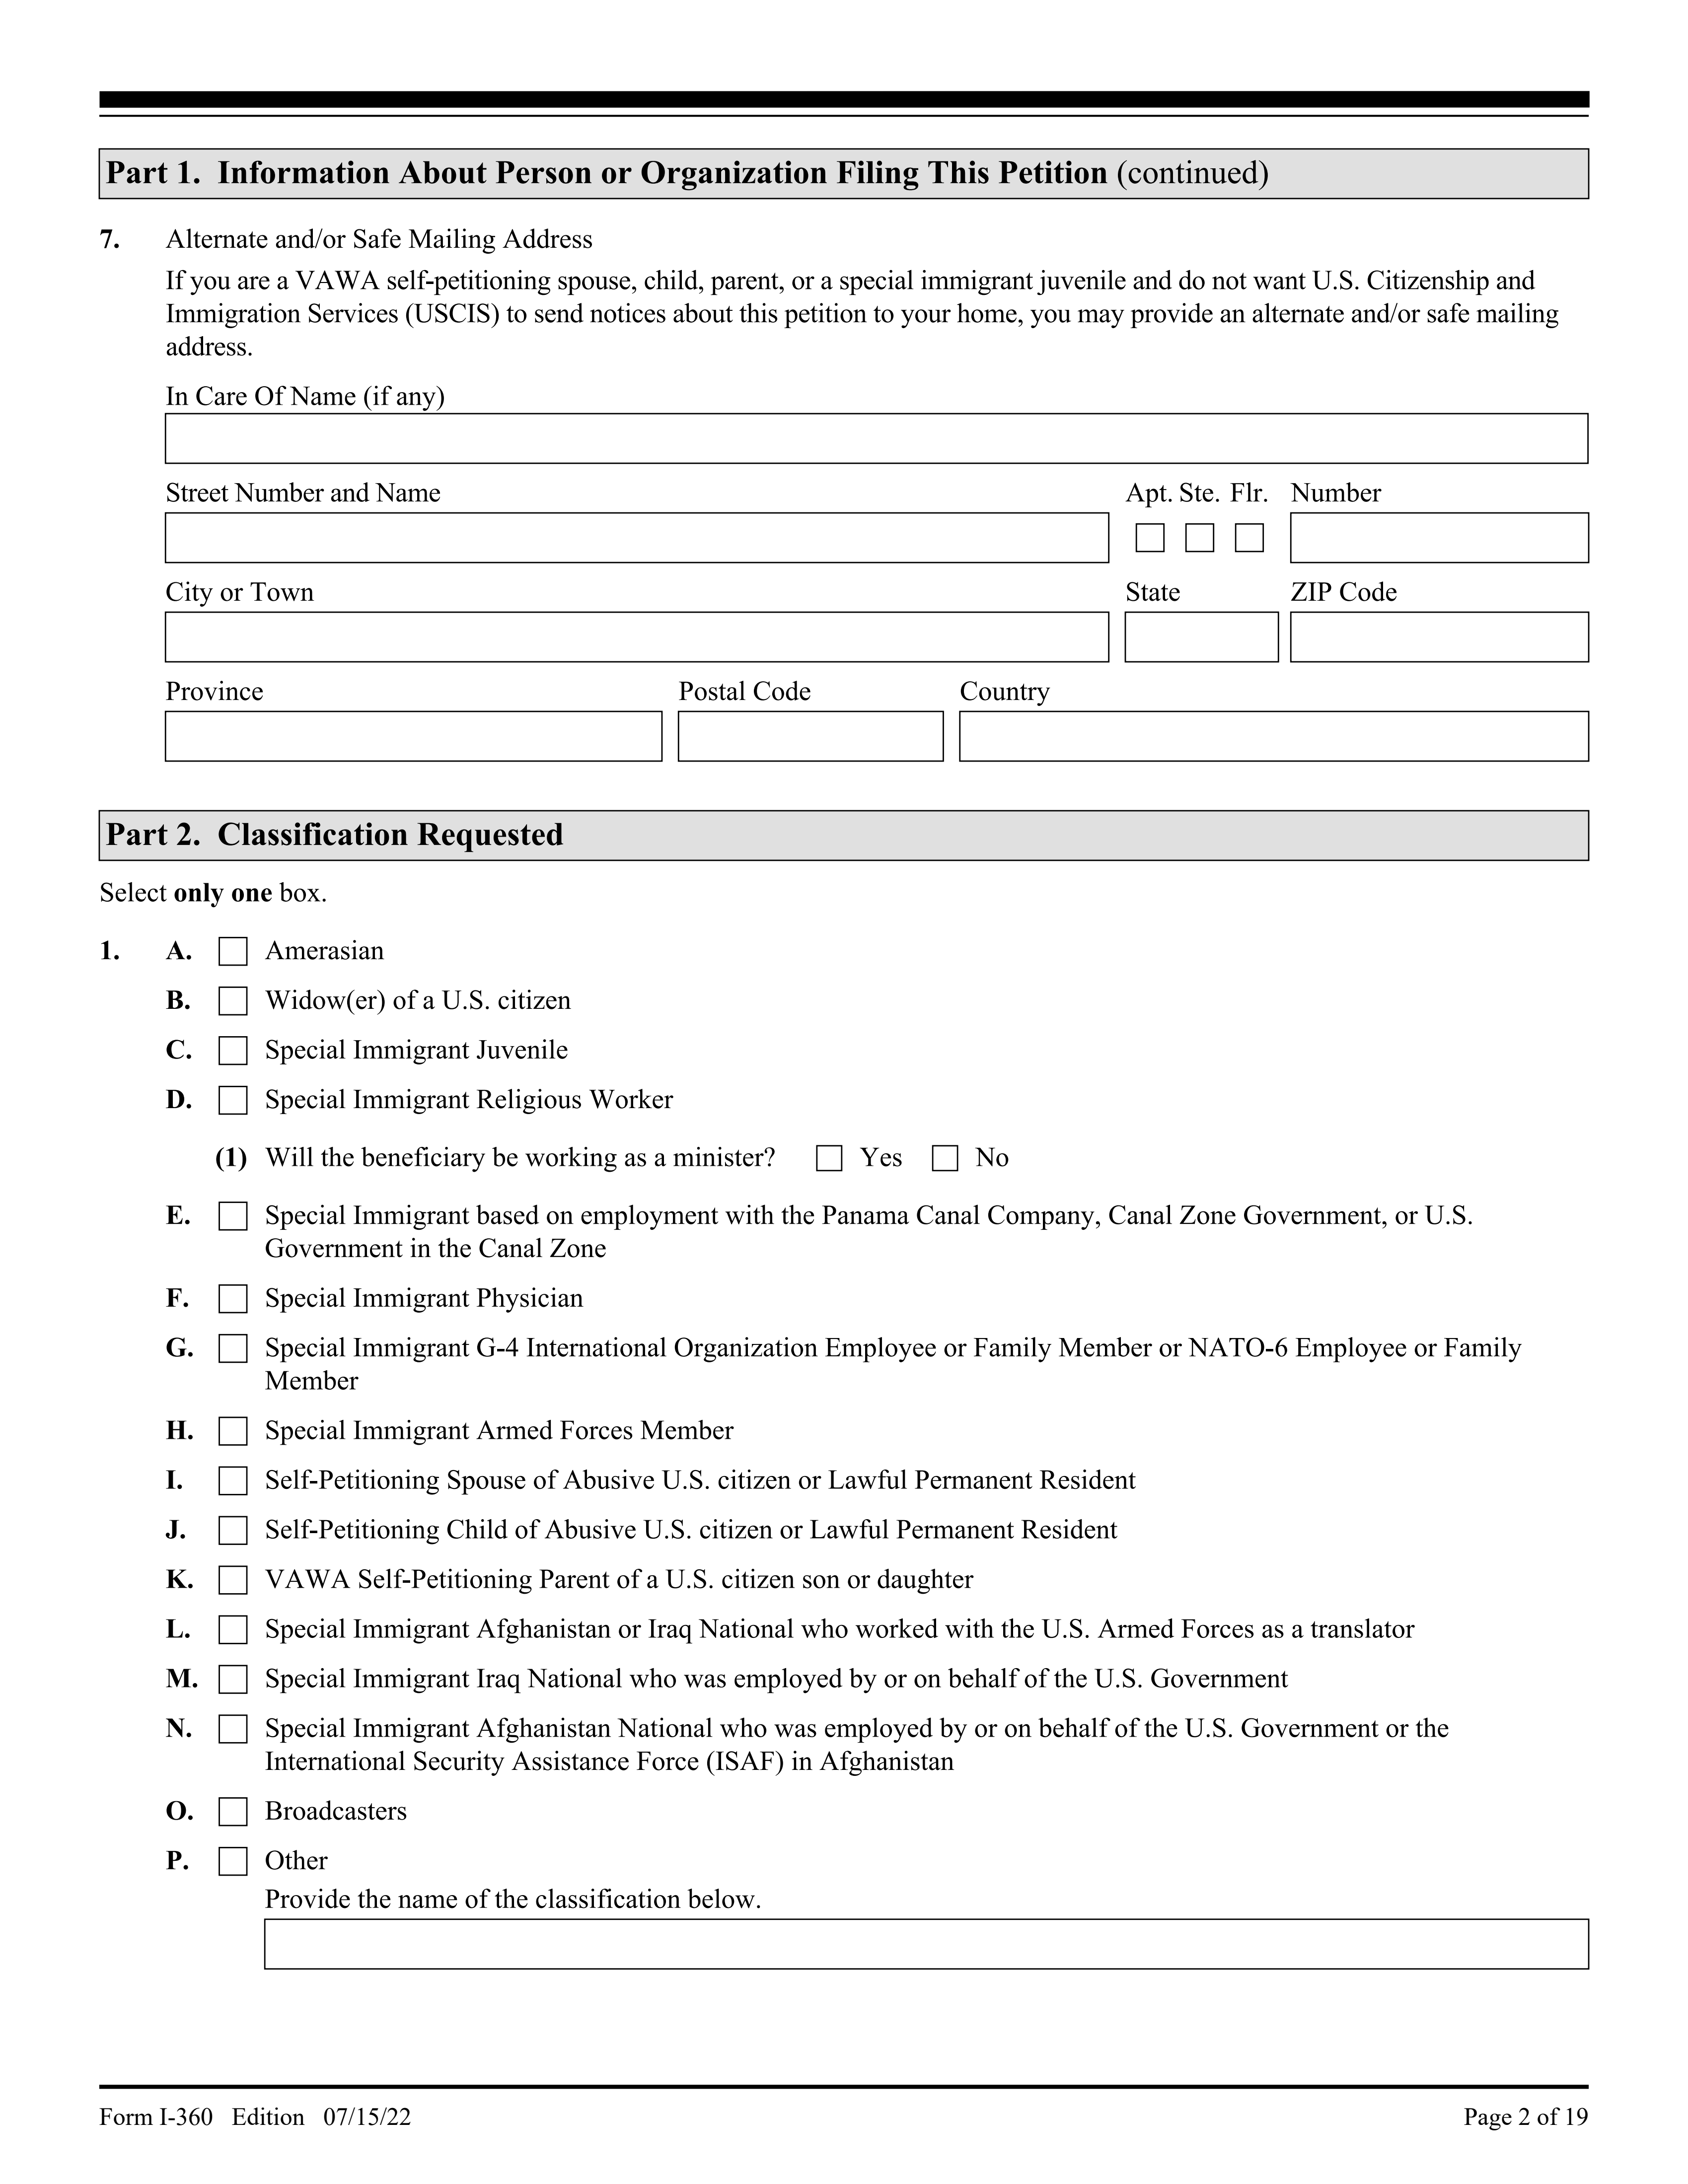 Part 1.  Information About Person or Organization Filing This Petition (continued)
7. Alternate and/or Safe Mailing Address
If you are a VAWA self-petitioning spouse, child, parent, or a special immigrant juvenile and do not want U.S. Citizenship and
Immigration Services (USCIS) to send notices about this petition to your home, you may provide an alternate and/or safe mailing
address.
In Care Of Name (if any)
Street Number and Name Apt. Ste. Flr. Number
City or Town State ZIP Code
Province Postal Code Country
Part 2.  Classification Requested
Select only one box.
1. A. Amerasian
B. Widow(er) of a U.S. citizen
C. Special Immigrant Juvenile
D. Special Immigrant Religious Worker
(1) Will the beneficiary be working as a minister? Yes No
E. Special Immigrant based on employment with the Panama Canal Company, Canal Zone Government, or U.S.
Government in the Canal Zone
F. Special Immigrant Physician
G. Special Immigrant G-4 International Organization Employee or Family Member or NATO-6 Employee or Family
Member
H. Special Immigrant Armed Forces Member
I. Self-Petitioning Spouse of Abusive U.S. citizen or Lawful Permanent Resident
J. Self-Petitioning Child of Abusive U.S. citizen or Lawful Permanent Resident
K. VAWA Self-Petitioning Parent of a U.S. citizen son or daughter
L. Special Immigrant Afghanistan or Iraq National who worked with the U.S. Armed Forces as a translator
M. Special Immigrant Iraq National who was employed by or on behalf of the U.S. Government
N. Special Immigrant Afghanistan National who was employed by or on behalf of the U.S. Government or the
International Security Assistance Force (ISAF) in Afghanistan
O. Broadcasters
P. Other
Provide the name of the classification below.
Form I-360 Edition 07/15/22 Page 2 of 19